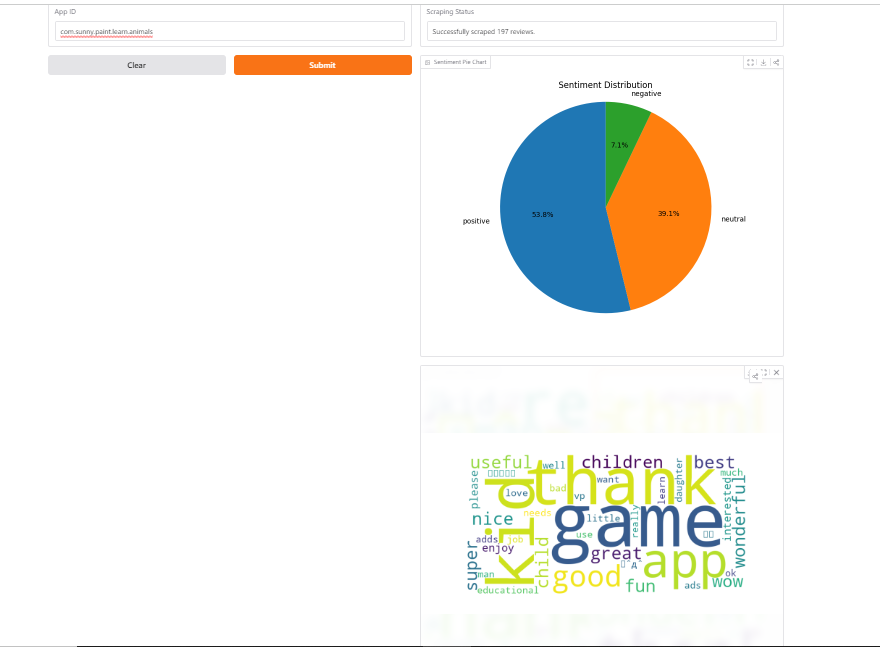 App ID
com.sunny.paint.learn.animals
Clear
Submit
Scraping Status
Successfully scraped 197 reviews.
Sentiment Pie Chart
Sentiment Distribution
negative
7.1%
positive
53.8%
39.1%
neutral
useful
well
children
best
thank
much
please
love
want
bad
vp
learn
daughter
kid
nice
needs
little
game
really
interested
wonderful
adds
job
use
enjoy
great
super
child
app
man
good
fun
ads
ok
wow
educational